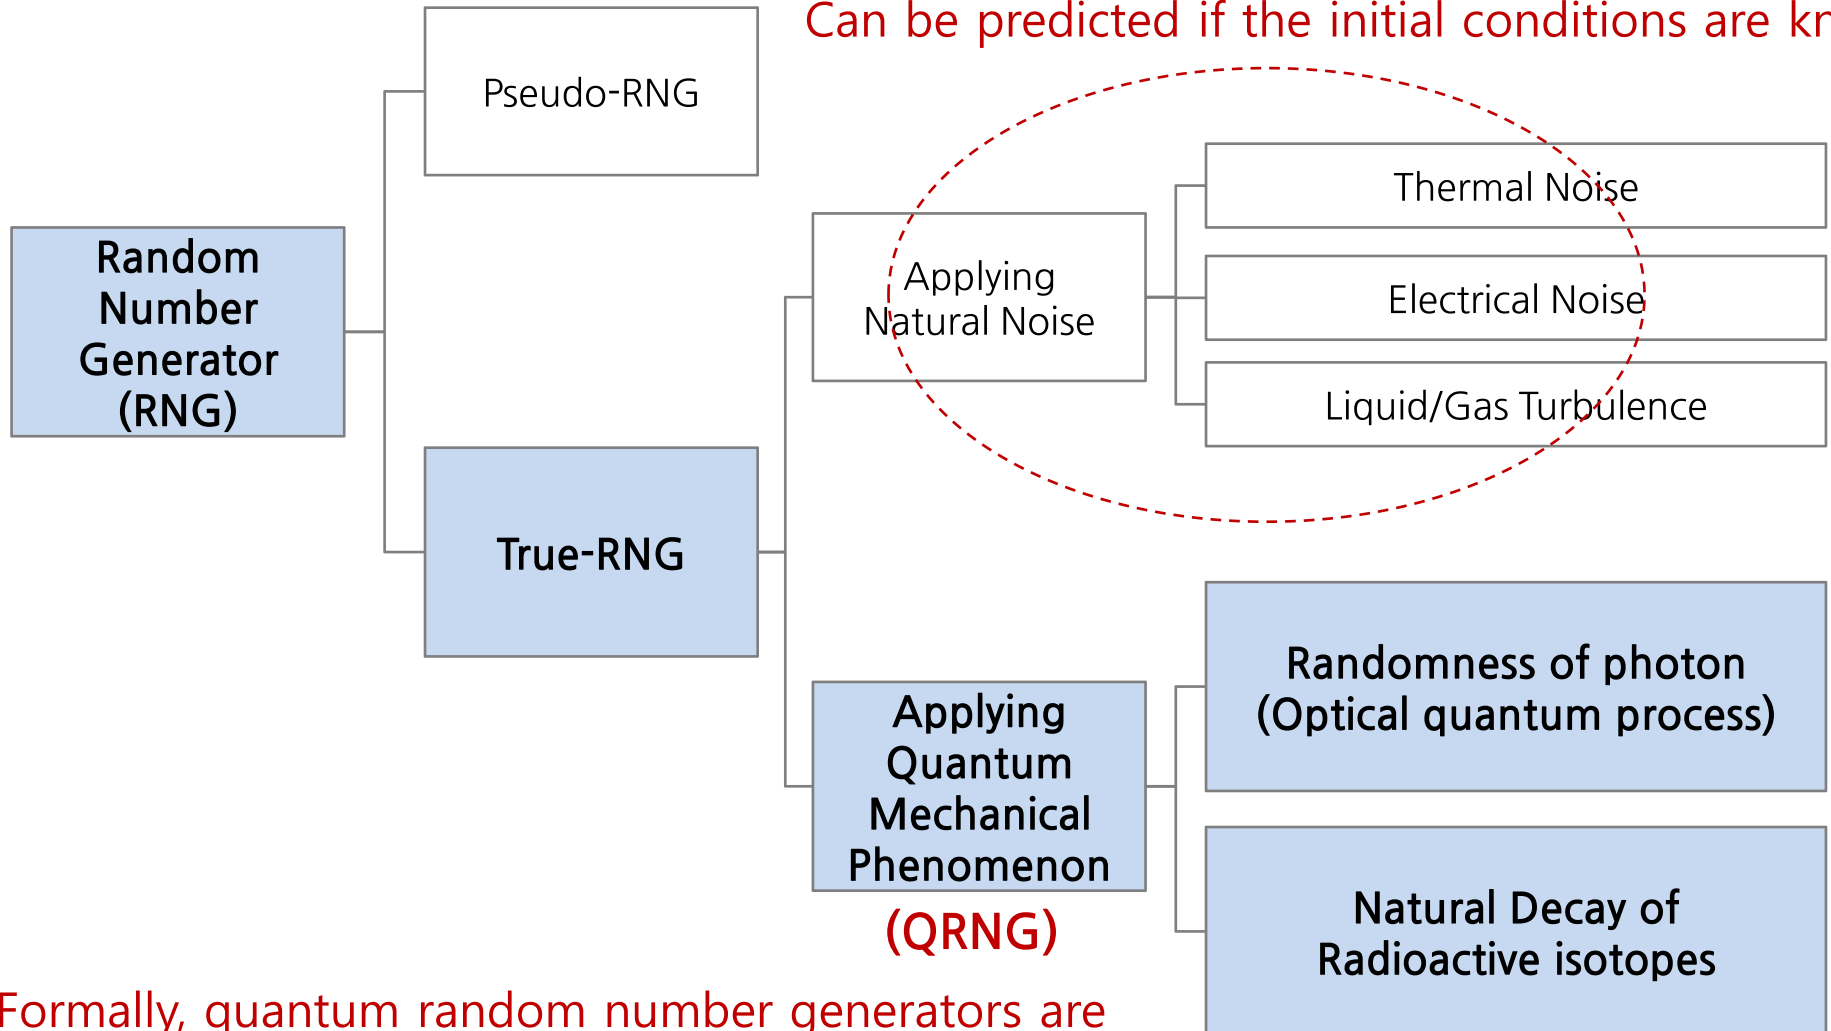 Can be predicted if the initial conditions are
Pseudo-RNG
Thermal Noise
Random
Number
Generator
(RNG)
Applying
Natural Noise
Electrical Noise
Liquid/Gas Turbulence
True-RNG
Randomness of photon
(Optical quantum process)
Applying
Quantum
Mechanical
Phenomenon
(QRNG)
Natural Decay of
Radioactive isotopes
Formally, quantum random number generators are